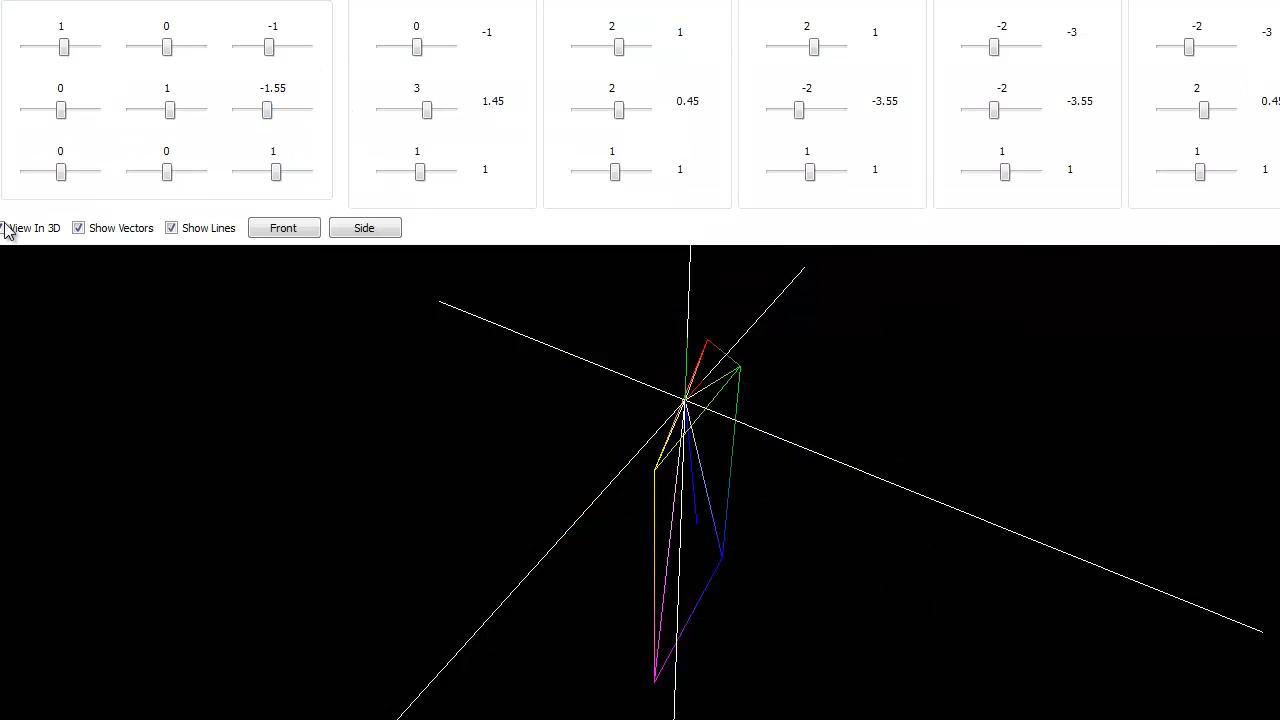 1 0 -1 0 -1 2 1 2 1 -2 -3 -2 -3
0 1 -1.55 3 1.45 2 0.45 -2 -3.55 -2 -3.55 2 0.45
0 0 1 1 1 1 1 1 1 1 1 1 1
View In 3D Show Vectors Show Lines Front Side